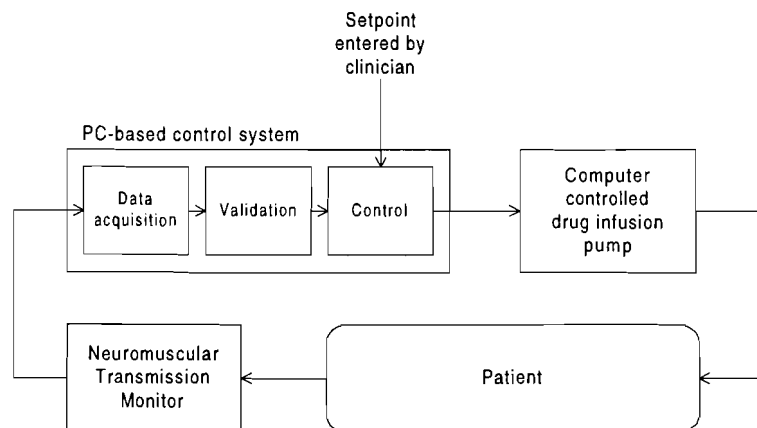 Setpoint
entered by
clinician
PC-based control system
Data
acquisition
Validation
Control
Computer
controlled
drug infusion
pump
Neuromuscular
Transmission
Monitor
Patient